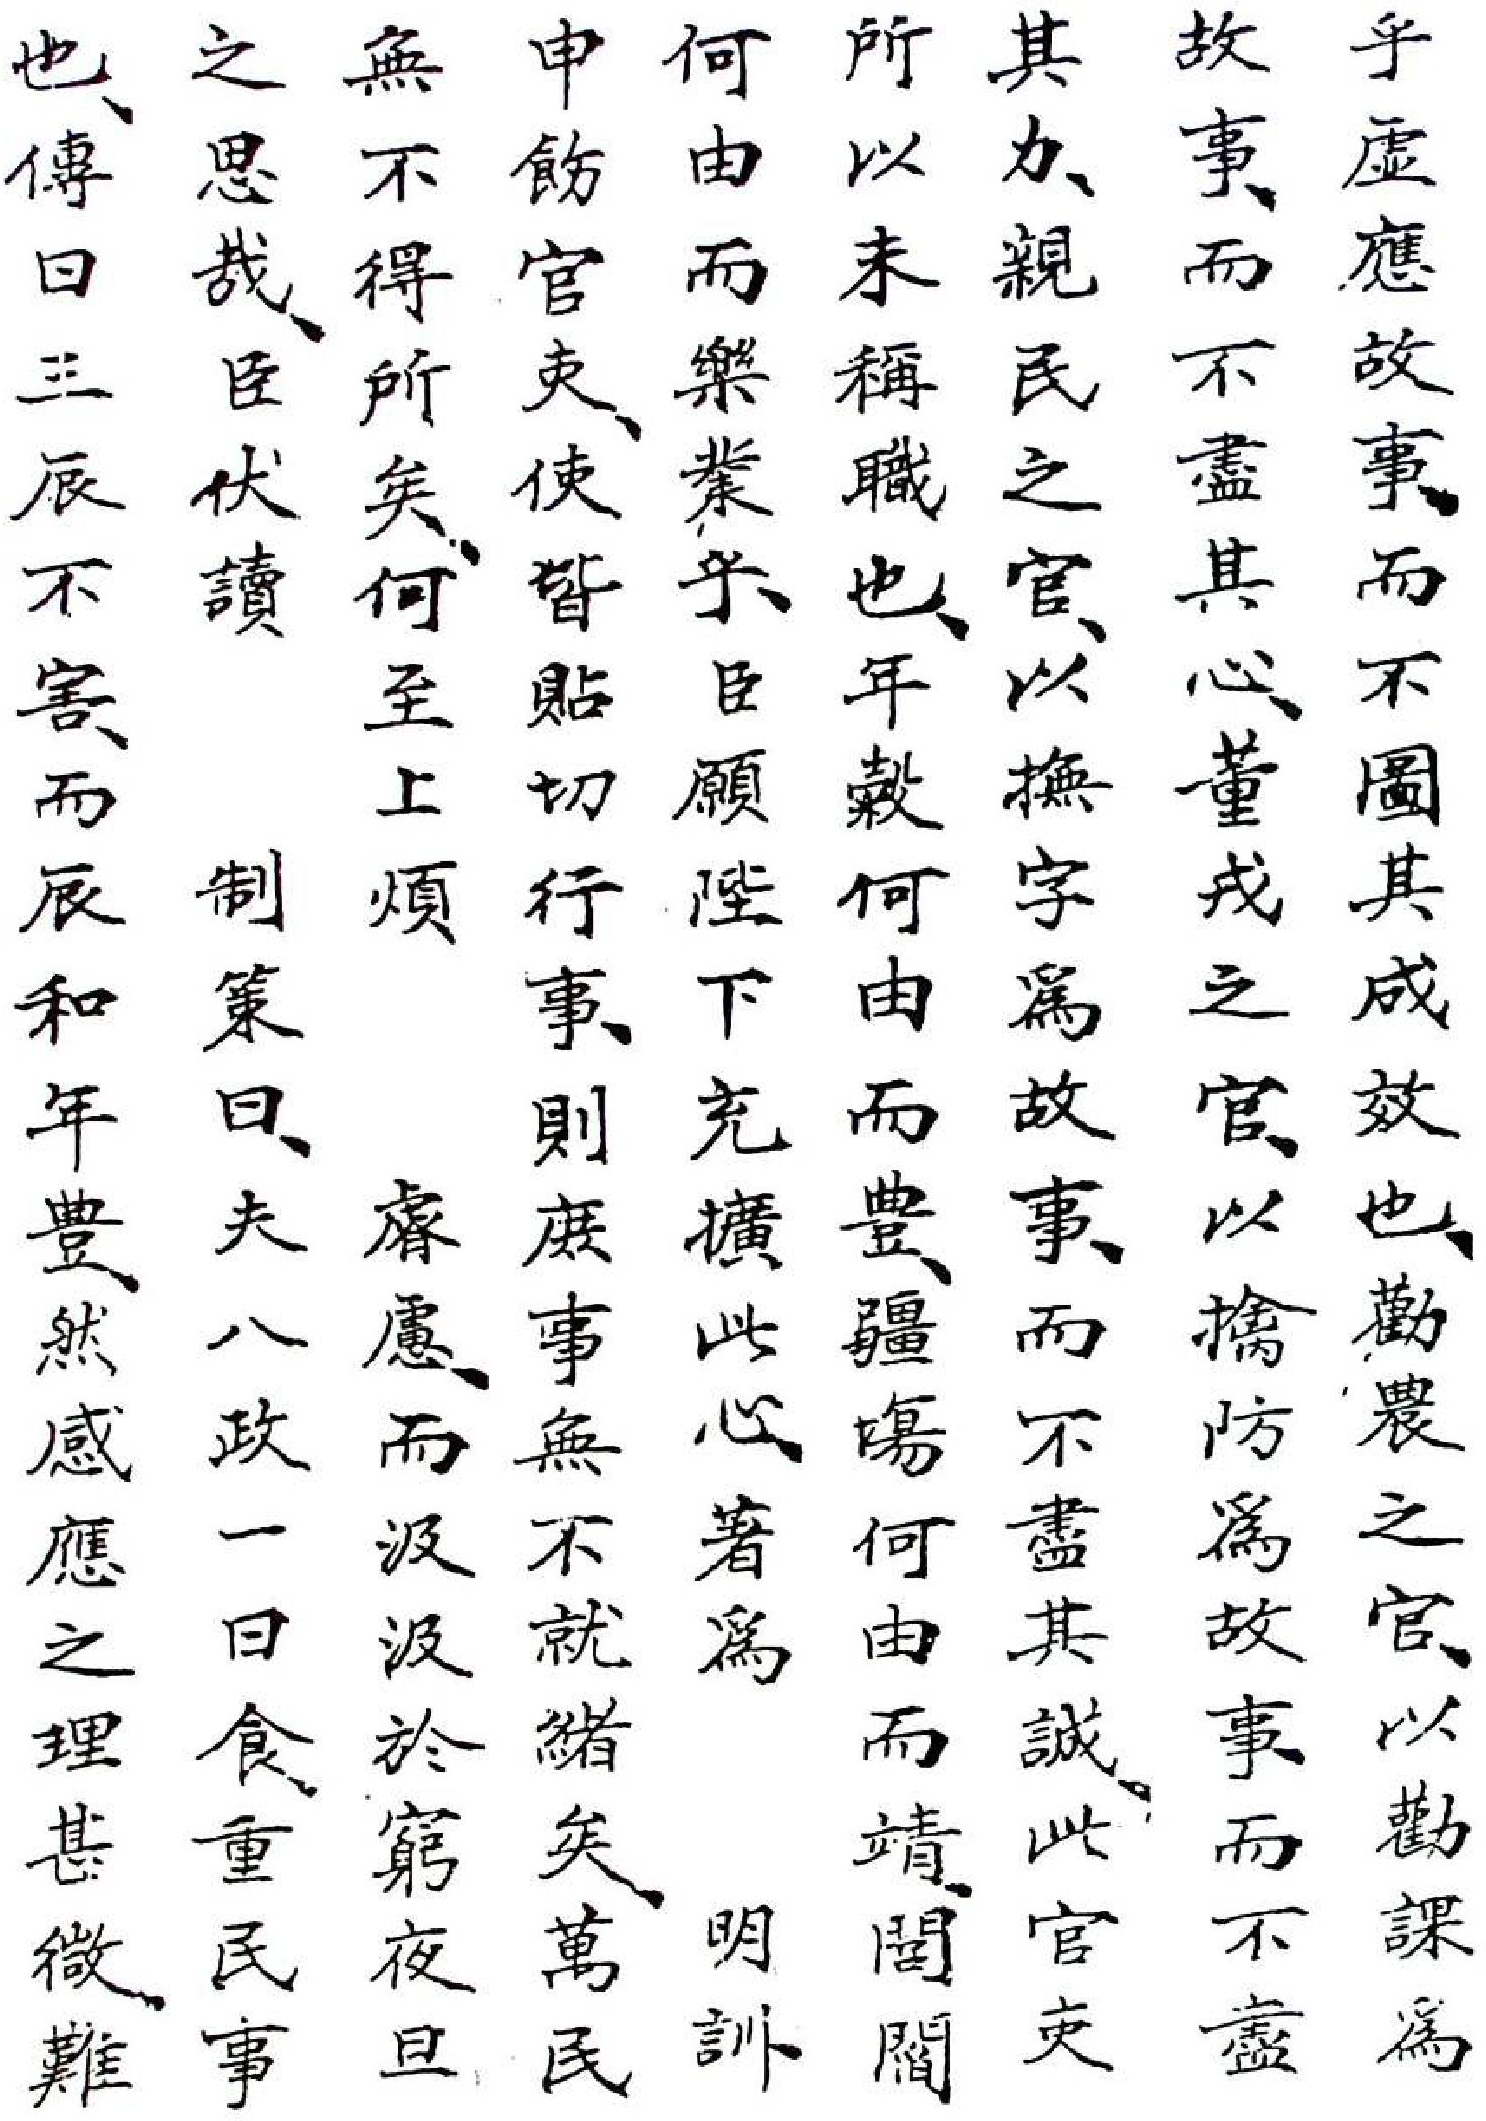 乎虛應故事、而不圖其成效也、勸農之官、以勸課爲
故事、而不盡其心、董戎之官、以擒防爲故事而不盡
其力、親民之官、以撫字爲故事、而不盡其誠、此官吏
所以未稱職也、年穀何由而豊、疆場何由而靖、閭閻
何由而樂業乎、臣願陛下充擴此心、著爲 明訓、
申飭官吏、使皆貼切行事、則庶事無不就緒矣、萬民
無不得所矣、何至上煩 睿慮、而汲汲於窮夜旦
之思哉、臣伏讀 制策曰、夫八政一曰食、重民事
也、傳曰三辰不害、而辰和年豊、然感應之理甚微、難